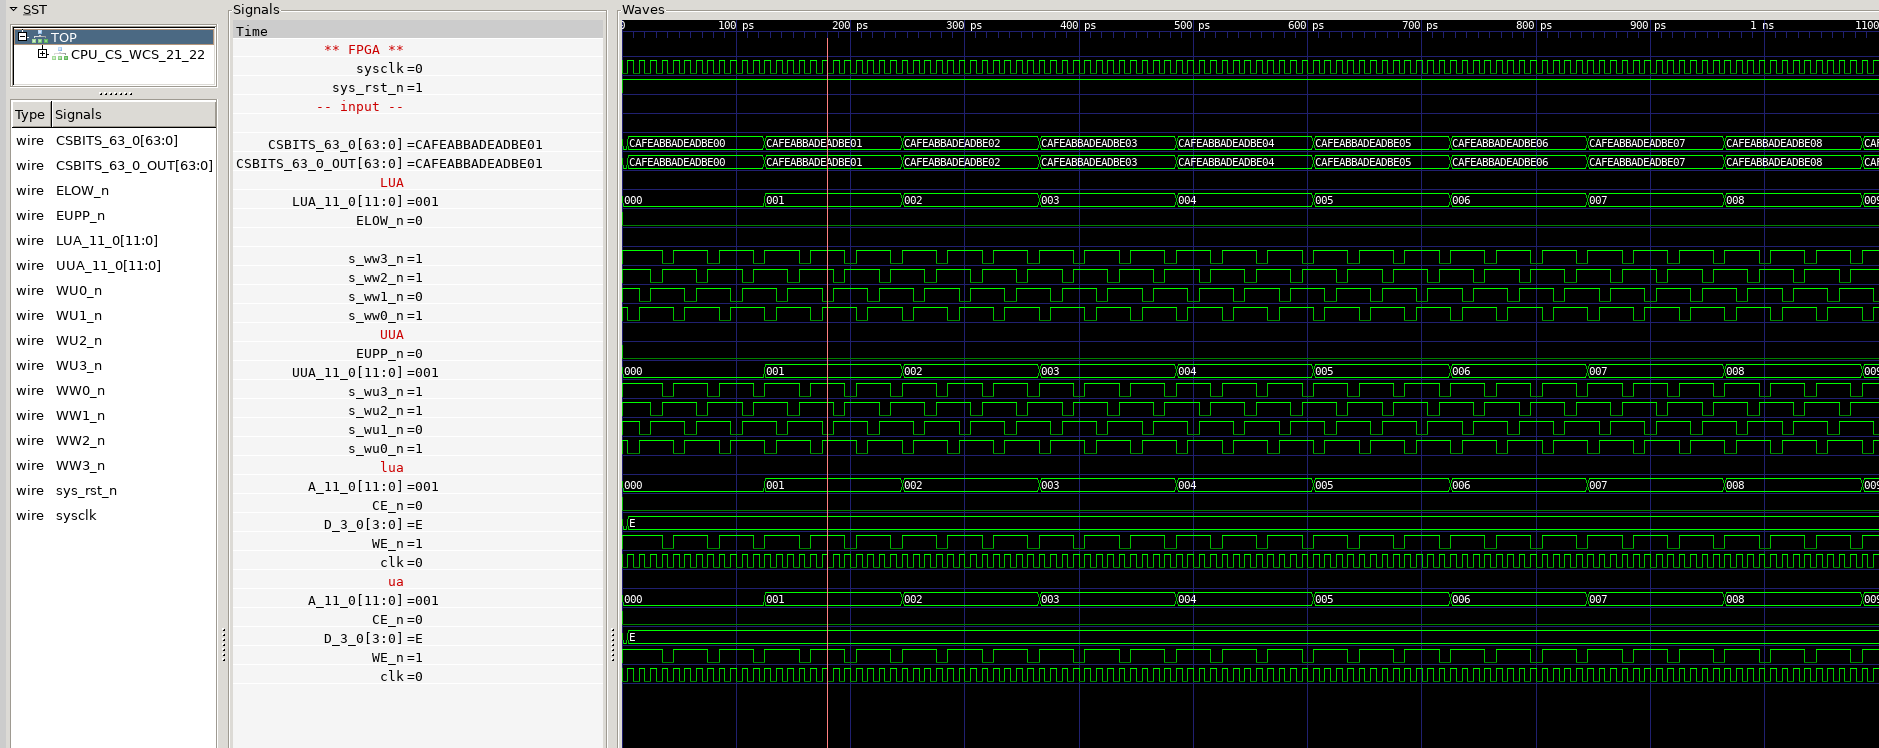 SST
TOP
CPU_CS_WCS_21_22
Type Signals
wire CSBITS_63_0[63:0]
wire CSBITS_63_0_OUT[63:0]
wire ELOW_n
wire EUPP_n
wire LUA_11_0[11:0]
wire UUA_11_0[11:0]
wire WU0_n
wire WU1_n
wire WU2_n
wire WU3_n
wire WW0_n
wire WW1_n
wire WW2_n
wire WW3_n
wire sys_rst_n
wire sysclk
Signals
Time
** FPGA **
sysclk =0
sys_rst_n =1
-- input --
CSBITS_63_0[63:0] =CAFEABBADEADBE01
CSBITS_63_0_OUT[63:0] =CAFEABBADEADBE01
LUA
LUA_11_0[11:0] =001
ELOW_n =0
s_ww3_n =1
s_ww2_n =1
s_ww1_n =0
s_ww0_n =1
UUA
EUPP_n =0
UUA_11_0[11:0] =001
s_wu3_n =1
s_wu2_n =1
s_wu1_n =0
s_wu0_n =1
lua
A_11_0[11:0] =001
CE_n =0
D_3_0[3:0] =E
WE_n =1
clk =0
ua
A_11_0[11:0] =001
CE_n =0
D_3_0[3:0] =E
WE_n =1
clk =0
Waves
0 100 ps 200 ps 300 ps 400 ps 500 ps 600 ps 700 ps 800 ps 900 ps 1 ns 1100
CAFEABBADEADBE00 CAFEABBADEADBE01 CAFEABBADEADBE02 CAFEABBADEADBE03 CAFEABBADEADBE04 CAFEABBADEADBE05 CAFEABBADEADBE06 CAFEABBADEADBE07 CAFEABBADEADBE08 CAF
CAFEABBADEADBE00 CAFEABBADEADBE01 CAFEABBADEADBE02 CAFEABBADEADBE03 CAFEABBADEADBE04 CAFEABBADEADBE05 CAFEABBADEADBE06 CAFEABBADEADBE07 CAFEABBADEADBE08 CAF
000 001 002 003 004 005 006 007 008 009
000 001 002 003 004 005 006 007 008 009
000 001 002 003 004 005 006 007 008 009
E
000 001 002 003 004 005 006 007 008 009
E